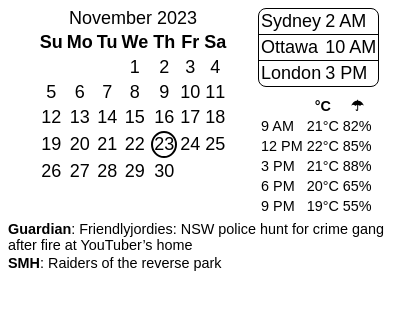 November 2023
Su Mo Tu We Th Fr Sa
1 2 3 4
5 6 7 8 9 10 11
12 13 14 15 16 17 18
19 20 21 22 23 24 25
26 27 28 29 30
Sydney 2 AM
Ottawa 10 AM
London 3 PM
°C ☂
9 AM 21°C 82%
12 PM 22°C 85%
3 PM 21°C 88%
6 PM 20°C 65%
9 PM 19°C 55%
Guardian: Friendlyjordies: NSW police hunt for crime gang
after fire at YouTuber’s home
SMH: Raiders of the reverse park